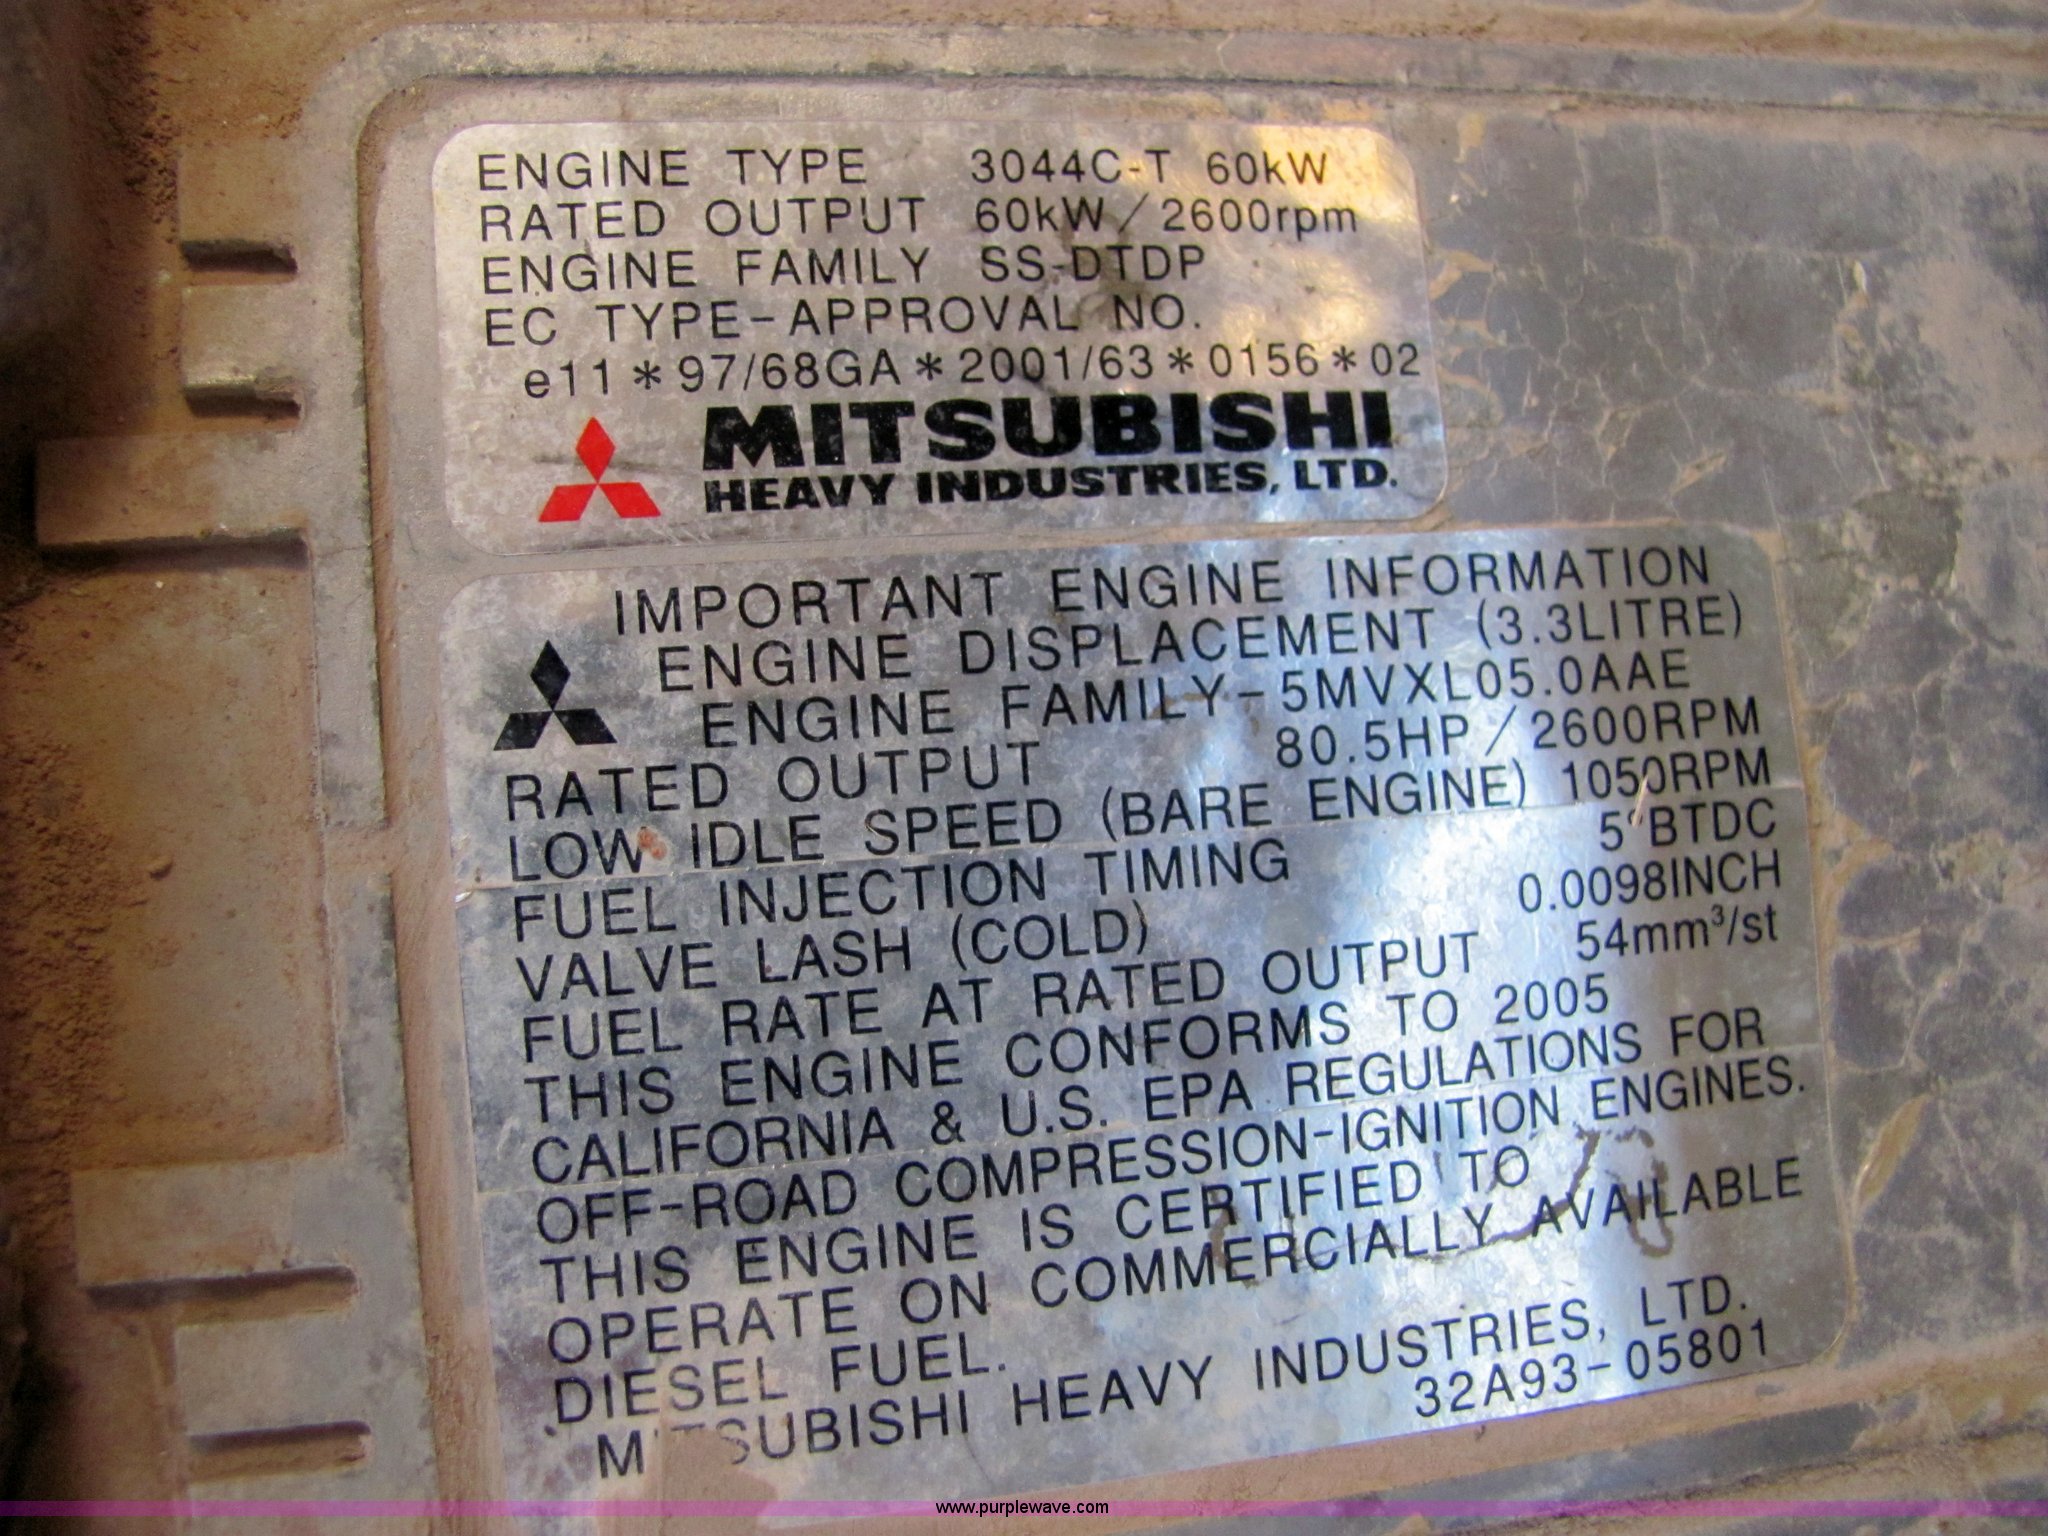 ENGINE TYPE 3044C-T 60kW
RATED OUTPUT 60kW/2600rpm
ENGINE FAMILY SS-DTDP
EC TYPE-APPROVAL NO.
e11*97/68GA*2001/63*0156*02
MITSUBISHI
HEAVY INDUSTRIES, LTD.
IMPORTANT ENGINE INFORMATION
ENGINE DISPLACEMENT (3.3LITRE)
ENGINE FAMILY-5MVXL05.0AAE
RATED OUTPUT 80.5HP/2600RPM
LOW IDLE SPEED (BARE ENGINE) 1050RPM
FUEL INJECTION TIMING 5°BTDC
VALVE LASH (COLD) 0.0098INCH
FUEL RATE AT RATED OUTPUT 54mm³/st
THIS ENGINE CONFORMS TO 2005
CALIFORNIA & U.S. EPA REGULATIONS FOR
OFF-ROAD COMPRESSION-IGNITION ENGINES.
THIS ENGINE IS CERTIFIED TO
OPERATE ON COMMERCIALLY AVAILABLE
DIESEL FUEL.
MITSUBISHI HEAVY INDUSTRIES, LTD.
32A93-05801
www.purplewave.com